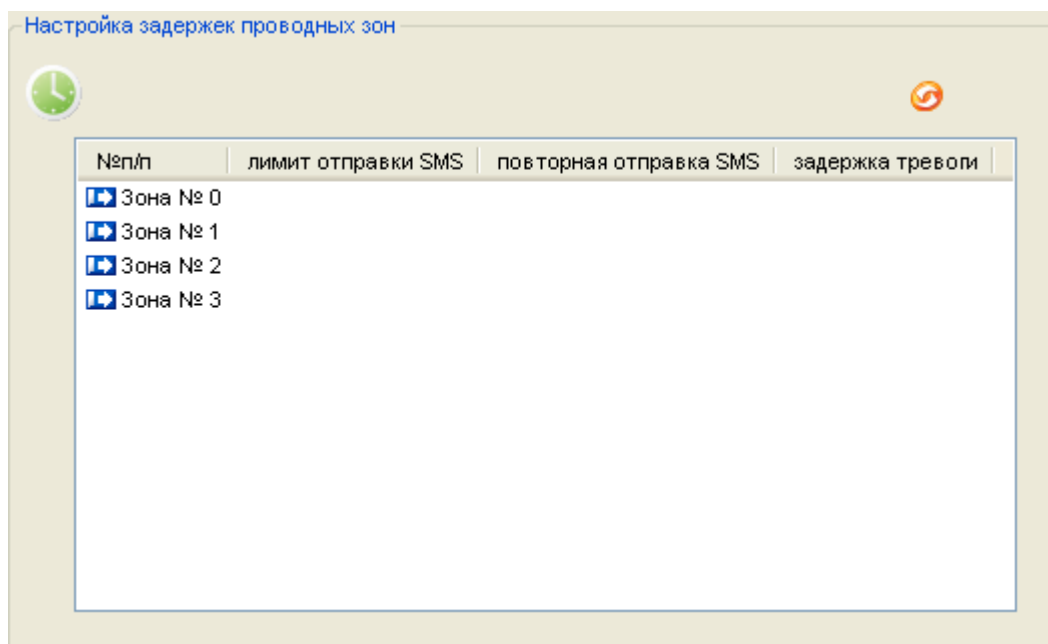 Настройка задержек проводных зон
№п/п лимит отправки SMS повторная отправка SMS задержка тревоги
Зона № 0
Зона № 1
Зона № 2
Зона № 3